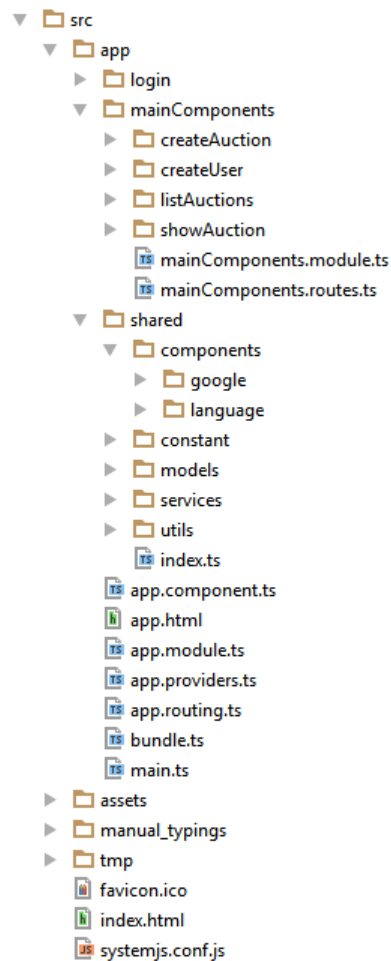 src
app
login
mainComponents
createAuction
createUser
listAuctions
showAuction
mainComponents.module.ts
mainComponents.routes.ts
shared
components
google
language
constant
models
services
utils
index.ts
app.component.ts
app.html
app.module.ts
app.providers.ts
app.routing.ts
bundle.ts
main.ts
assets
manual_typings
tmp
favicon.ico
index.html
systemjs.conf.js